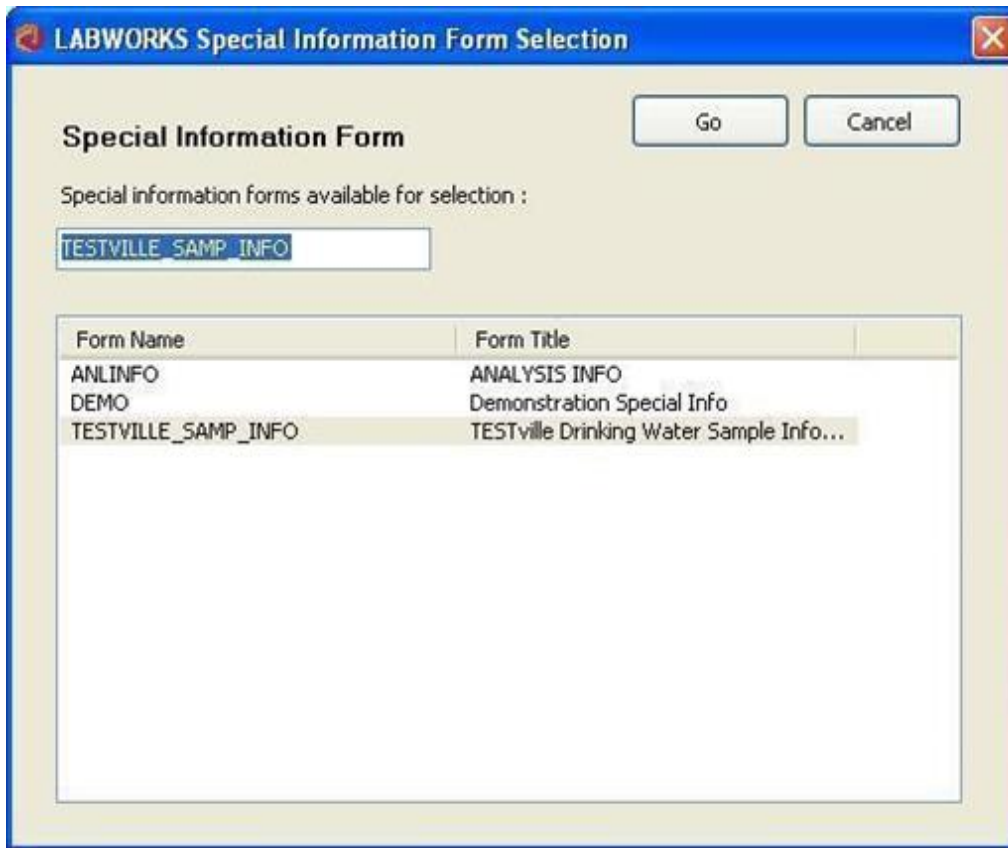 LABWORKS Special Information Form Selection
Special Information Form
Go
Cancel
Special information forms available for selection :
TESTVILLE_SAMP_INFO
Form Name Form Title
ANLINFO ANALYSIS INFO
DEMO Demonstration Special Info
TESTVILLE_SAMP_INFO TESTville Drinking Water Sample Info...